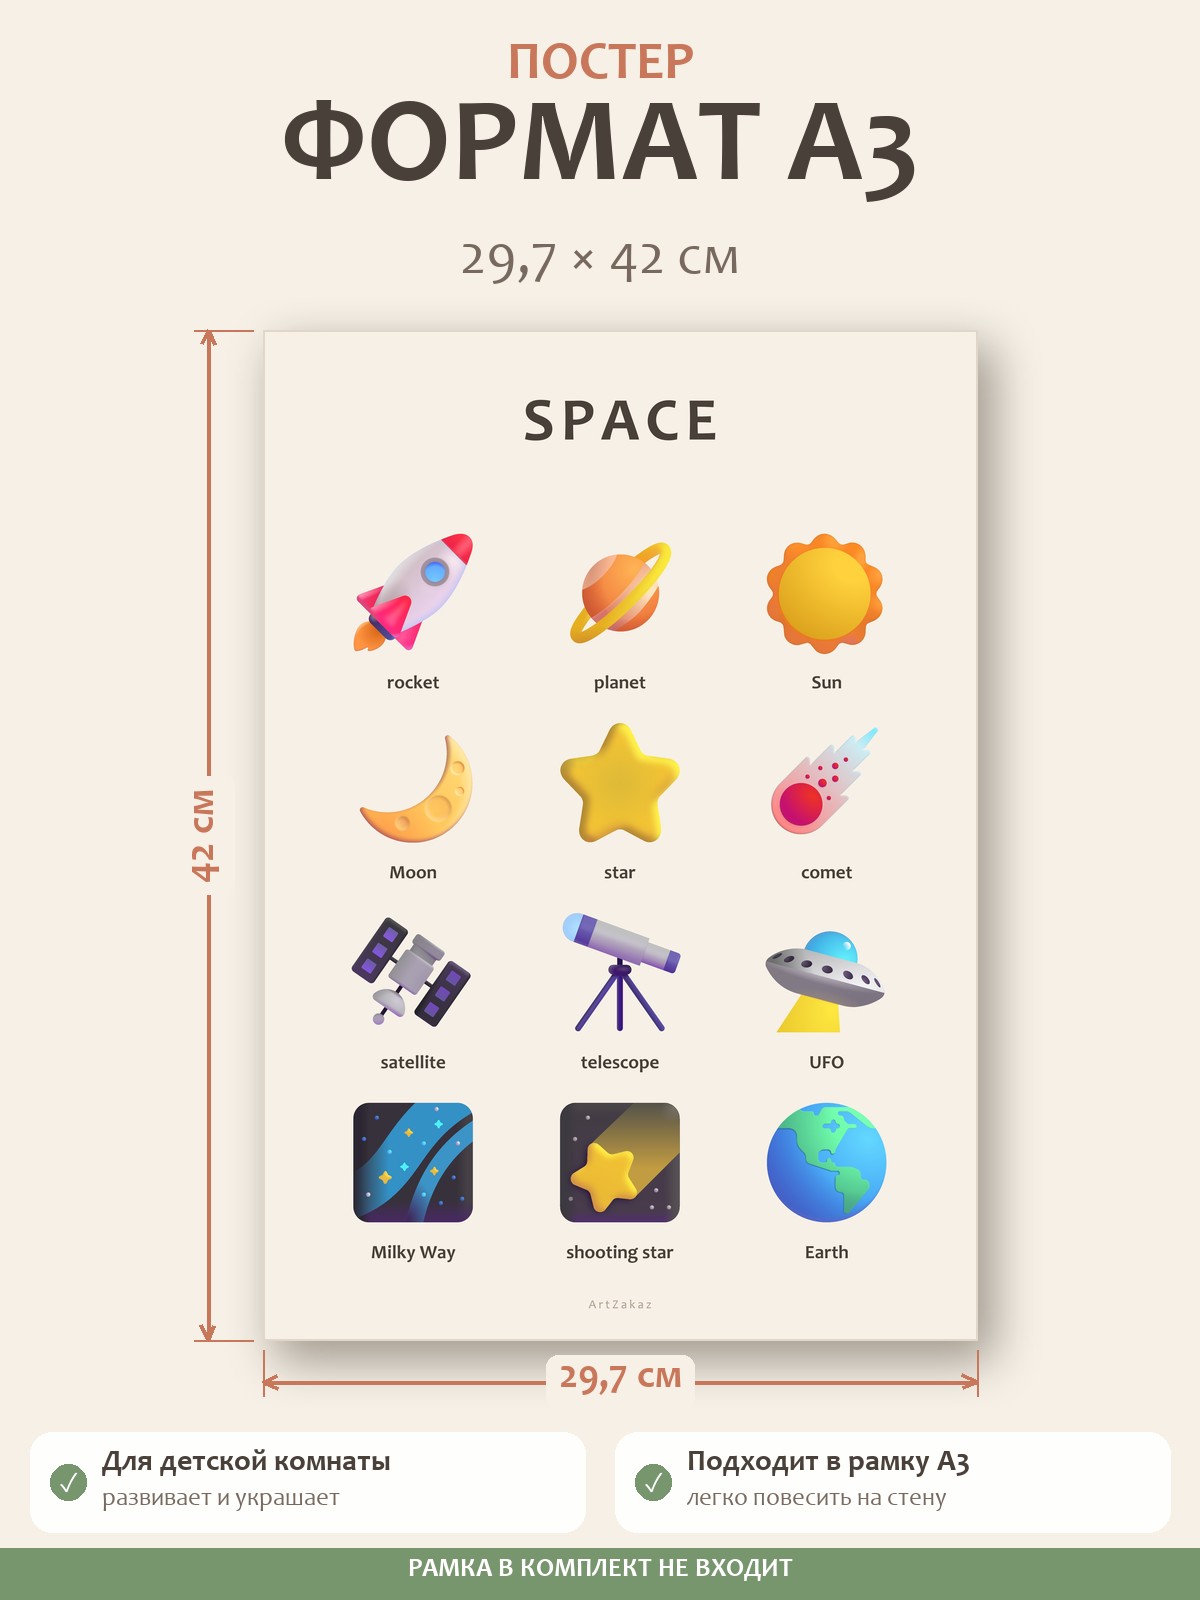 ПОСТЕР
ФОРМАТ А3
29,7 × 42 см
SPACE
rocket planet Sun
Moon star comet
42 см
satellite telescope UFO
Milky Way shooting star Earth
ArtZakaz
29,7 см
Для детской комнаты
развивает и украшает
Подходит в рамку А3
легко повесить на стену
РАМКА В КОМПЛЕКТ НЕ ВХОДИТ